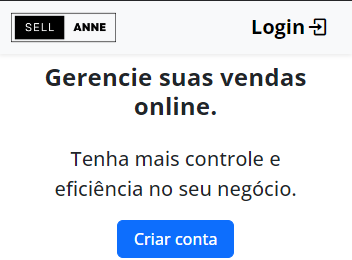 SELL ANNE
Login
Gerencie suas vendas
online.
Tenha mais controle e
eficiência no seu negócio.
Criar conta